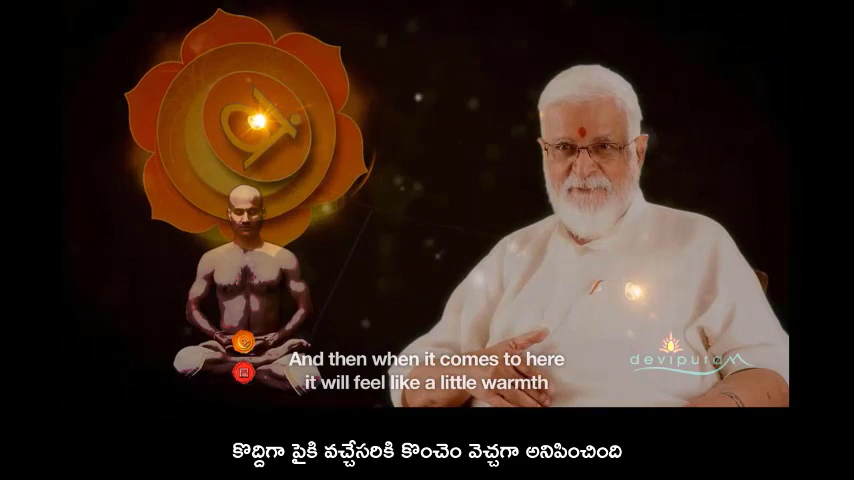 And then when it comes to here
it will feel like a little warmth
devipuram
కొద్దిగా పైకి వచ్చేసరికి కొంచెం వెచ్చగా అనిపించింది